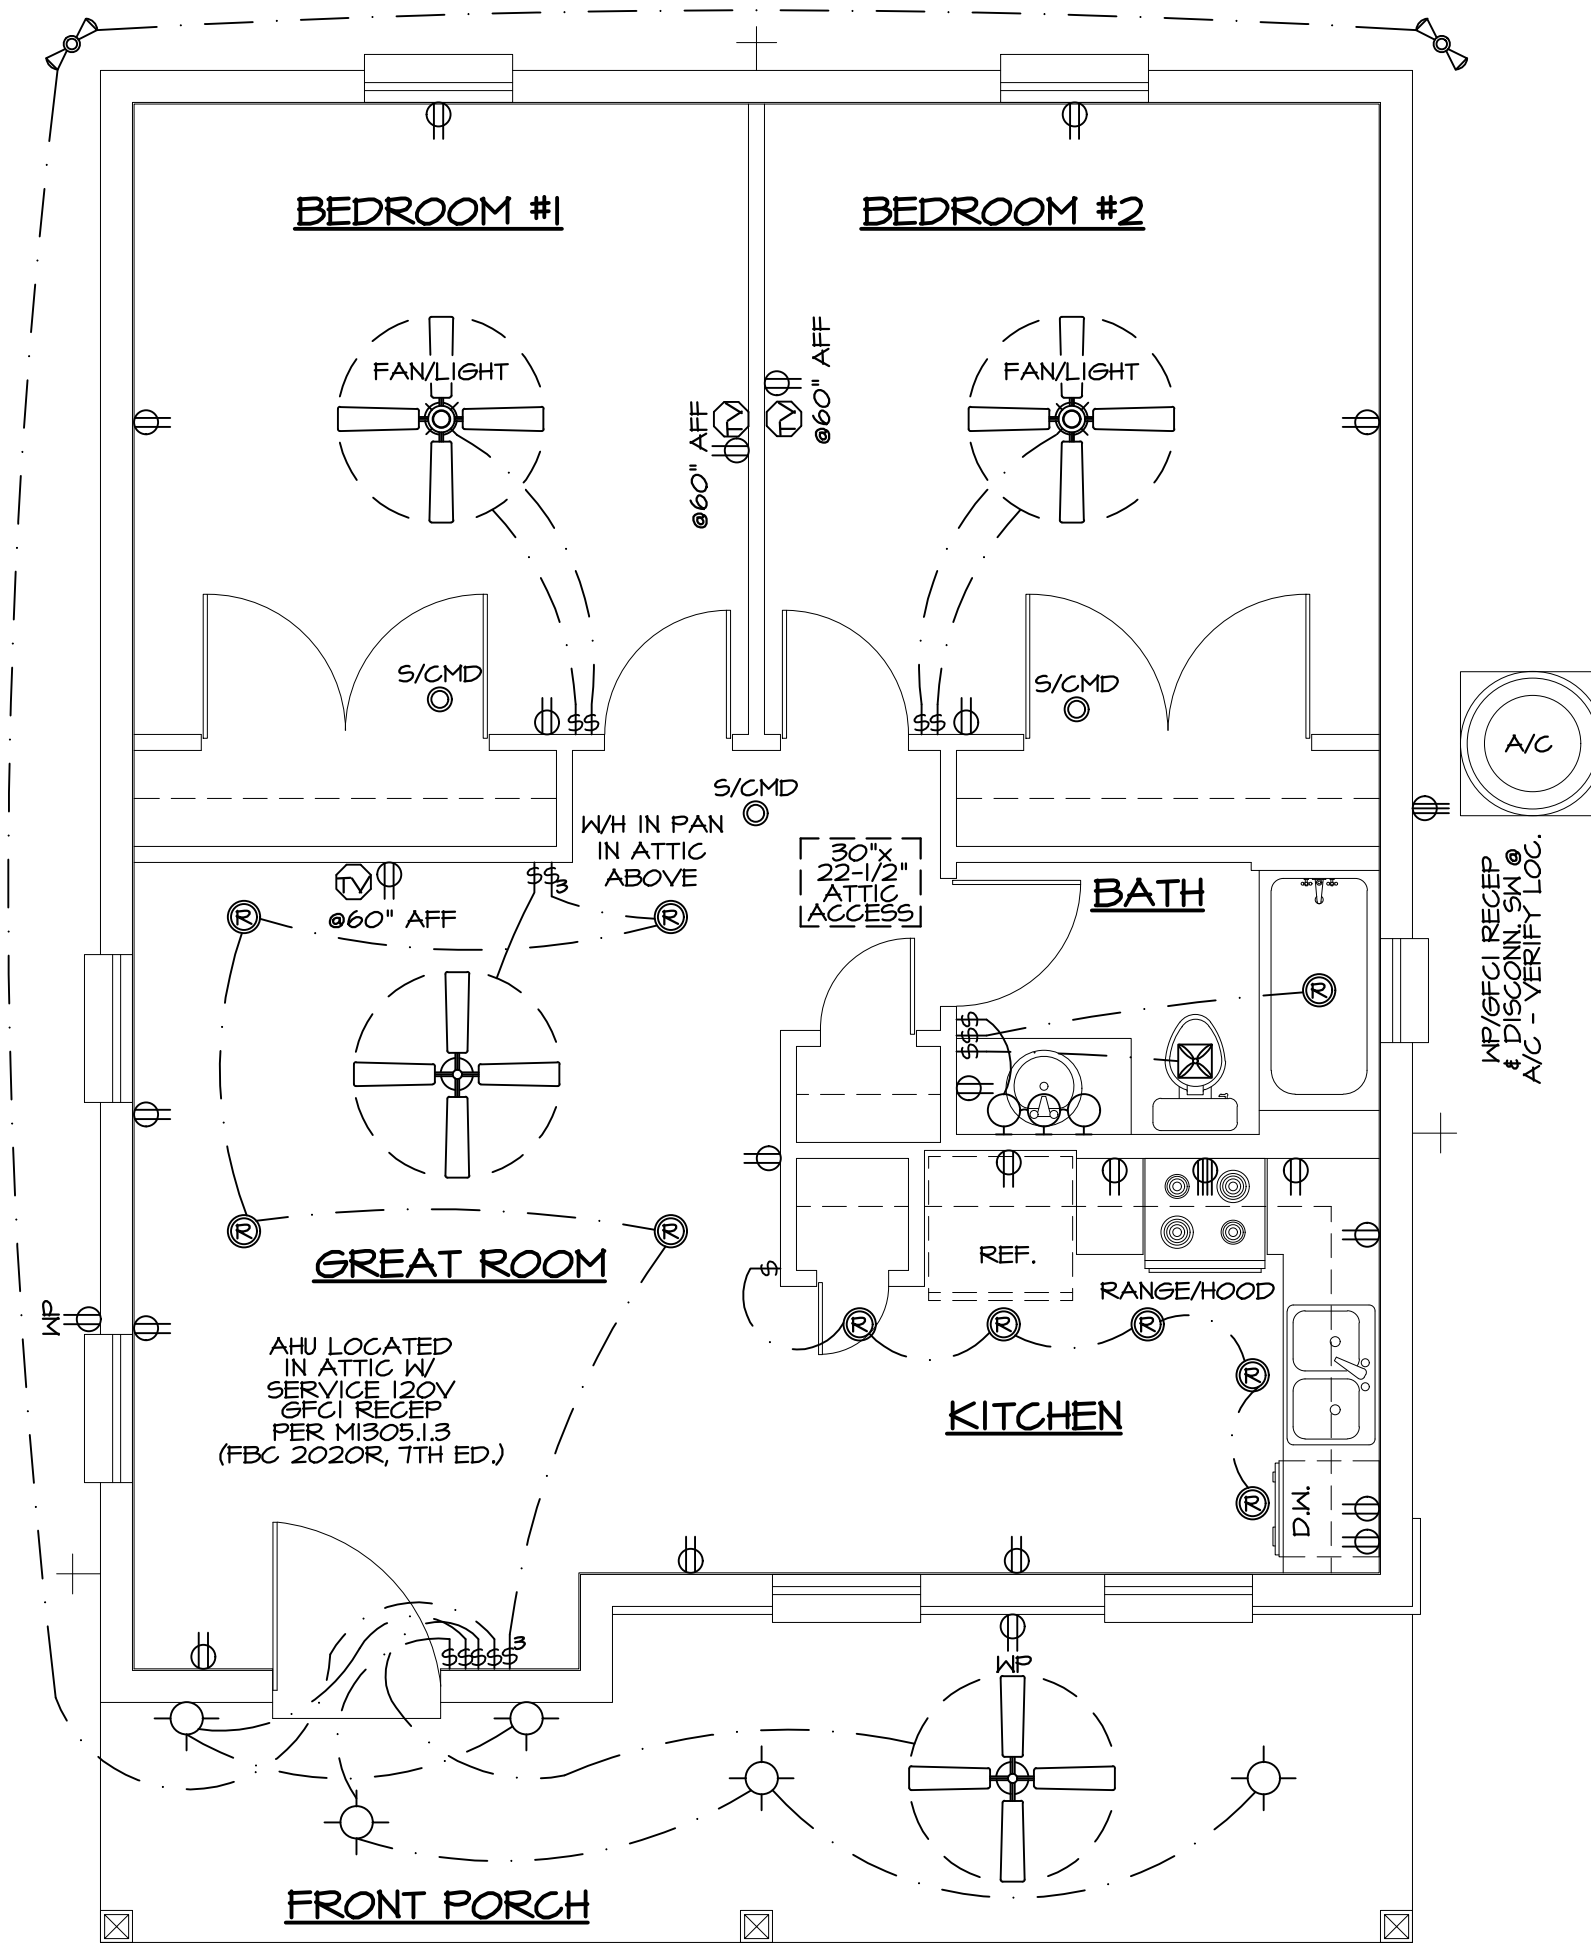 BEDROOM #1
BEDROOM #2
FAN/LIGHT
FAN/LIGHT
@60" AFF
TV
TV
@60" AFF
S/CMD
$$
$$
S/CMD
A/C
S/CMD
W/H IN PAN
IN ATTIC
ABOVE
30"x
22-1/2"
ATTIC
ACCESS
BATH
WP/GFCI RECEP
& DISCONN. SW @
A/C - VERIFY LOC.
TV
$$3
@60" AFF
R
R
R
$$$
R
R
GREAT ROOM
$
REF.
RANGE/HOOD
WP
R
R
R
R
R
AHU LOCATED
IN ATTIC W/
SERVICE 120V
GFCI RECEP
PER M1305.1.3
(FBC 2020R, 7TH ED.)
KITCHEN
D.W.
$$$$$3
WP
FRONT PORCH